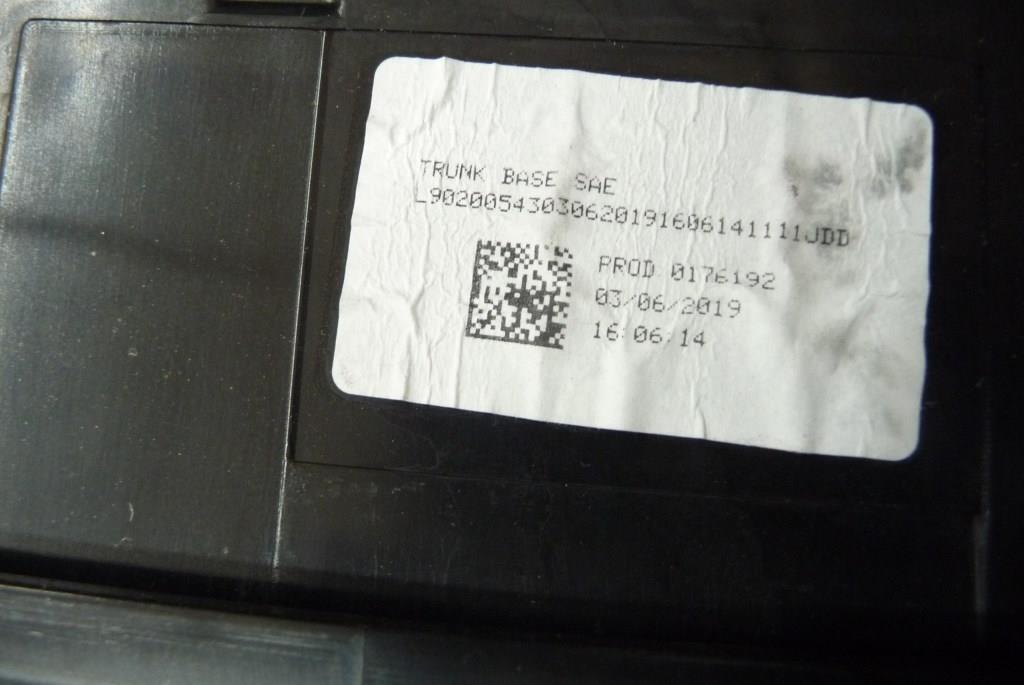 TRUNK BASE SAE
L90200543030620191606141111JDD
PROD 0176192
03/06/2019
16:06:14